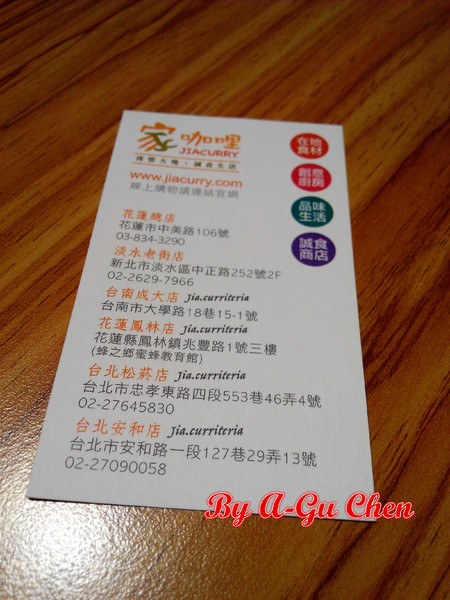 家咖哩
JIACURRY
疼惜大地・誠食生活
www.jiacurry.com
線上購物請連結官網
在地
食材
創意
廚房
品味
生活
誠食
商店
花蓮總店
花蓮市中美路106號
03-834-3290
淡水老街店
新北市淡水區中正路252號2F
02-2629-7966
台南成大店 Jia.curriteria
台南市大學路18巷15-1號
花蓮鳳林店 Jia.curriteria
花蓮縣鳳林鎮兆豐路1號三樓
(蜂之鄉蜜蜂教育館)
台北松菸店 Jia.curriteria
台北市忠孝東路四段553巷46弄4號
02-27645830
台北安和店 Jia.curriteria
台北市安和路一段127巷29弄13號
02-27090058
By A-Gu Chen